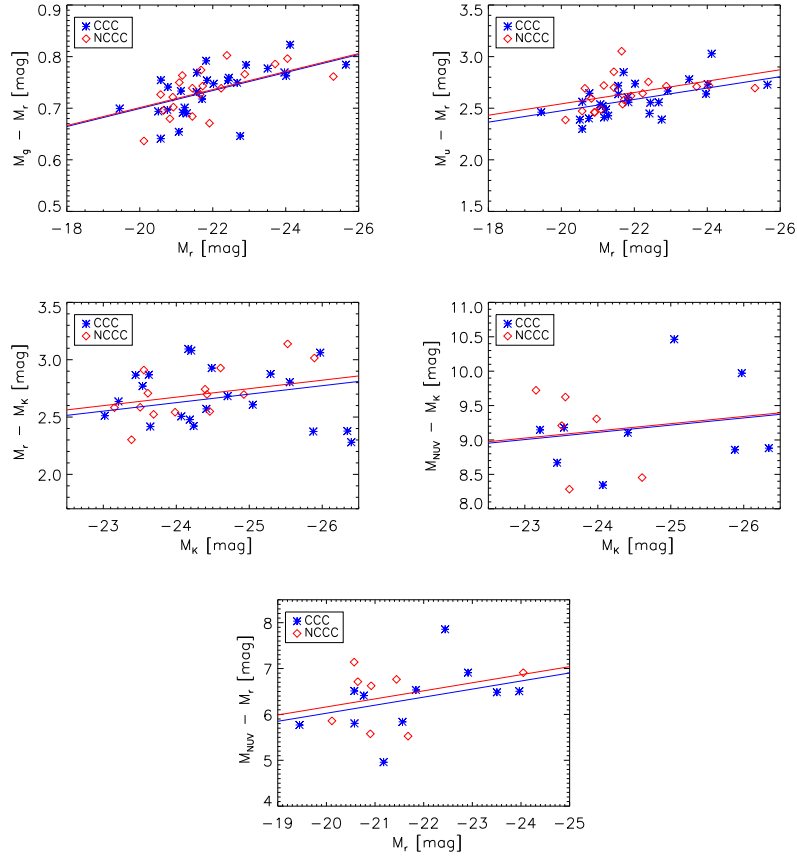 0.9
0.8
0.7
0.6
0.5
M_g − M_r [mag]
CCC
NCCC
−18 −20 −22 −24 −26
M_r [mag]
3.5
3.0
2.5
2.0
1.5
M_u − M_r [mag]
CCC
NCCC
−18 −20 −22 −24 −26
M_r [mag]
3.5
3.0
2.5
2.0
M_r − M_K [mag]
CCC
NCCC
−23 −24 −25 −26
M_K [mag]
11.0
10.5
10.0
9.5
9.0
8.5
8.0
M_NUV − M_K [mag]
CCC
NCCC
−23 −24 −25 −26
M_K [mag]
8
7
6
5
4
M_NUV − M_r [mag]
CCC
NCCC
−19 −20 −21 −22 −23 −24 −25
M_r [mag]